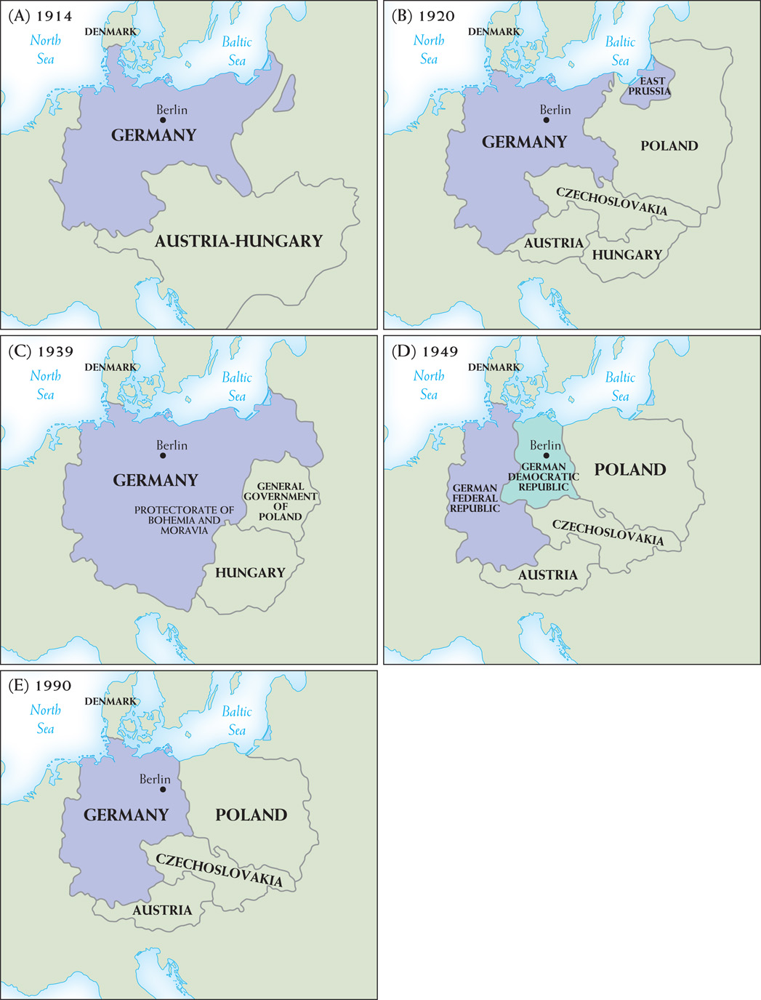 (A) 1914
DENMARK
North
Sea
Baltic
Sea
Berlin
GERMANY
AUSTRIA-HUNGARY
(B) 1920
DENMARK
North
Sea
Baltic
Sea
EAST
PRUSSIA
Berlin
GERMANY
POLAND
CZECHOSLOVAKIA
AUSTRIA
HUNGARY
(C) 1939
DENMARK
North
Sea
Baltic
Sea
Berlin
GERMANY
GENERAL
GOVERNMENT
OF
POLAND
PROTECTORATE OF
BOHEMIA AND
MORAVIA
HUNGARY
(D) 1949
DENMARK
North
Sea
Baltic
Sea
Berlin
GERMAN
DEMOCRATIC
REPUBLIC
POLAND
GERMAN
FEDERAL
REPUBLIC
CZECHOSLOVAKIA
AUSTRIA
(E) 1990
DENMARK
North
Sea
Baltic
Sea
Berlin
GERMANY
POLAND
CZECHOSLOVAKIA
AUSTRIA